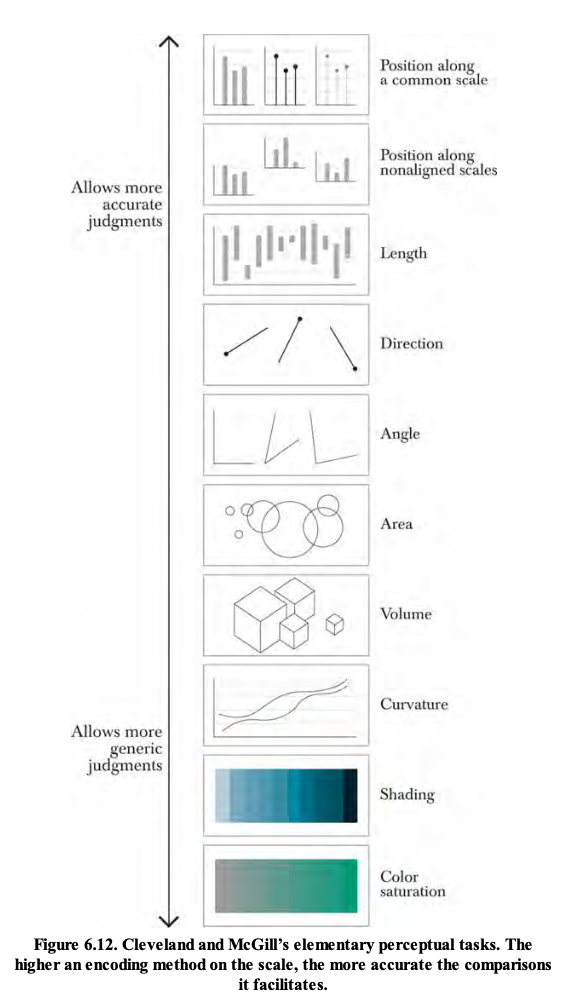 Position along
a common scale
Position along
nonaligned scales
Allows more
accurate
judgments
Length
Direction
Angle
Area
Volume
Curvature
Allows more
generic
judgments
Shading
Color
saturation
Figure 6.12. Cleveland and McGill’s elementary perceptual tasks. The
higher an encoding method on the scale, the more accurate the comparisons
it facilitates.